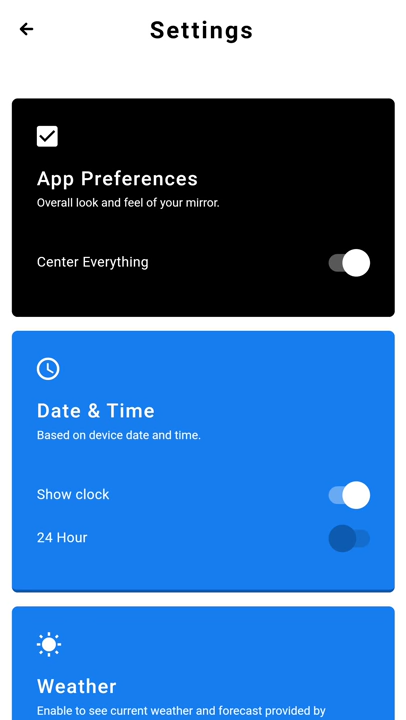 Settings
App Preferences
Overall look and feel of your mirror.
Center Everything
Date & Time
Based on device date and time.
Show clock
24 Hour
Weather
Enable to see current weather and forecast provided by